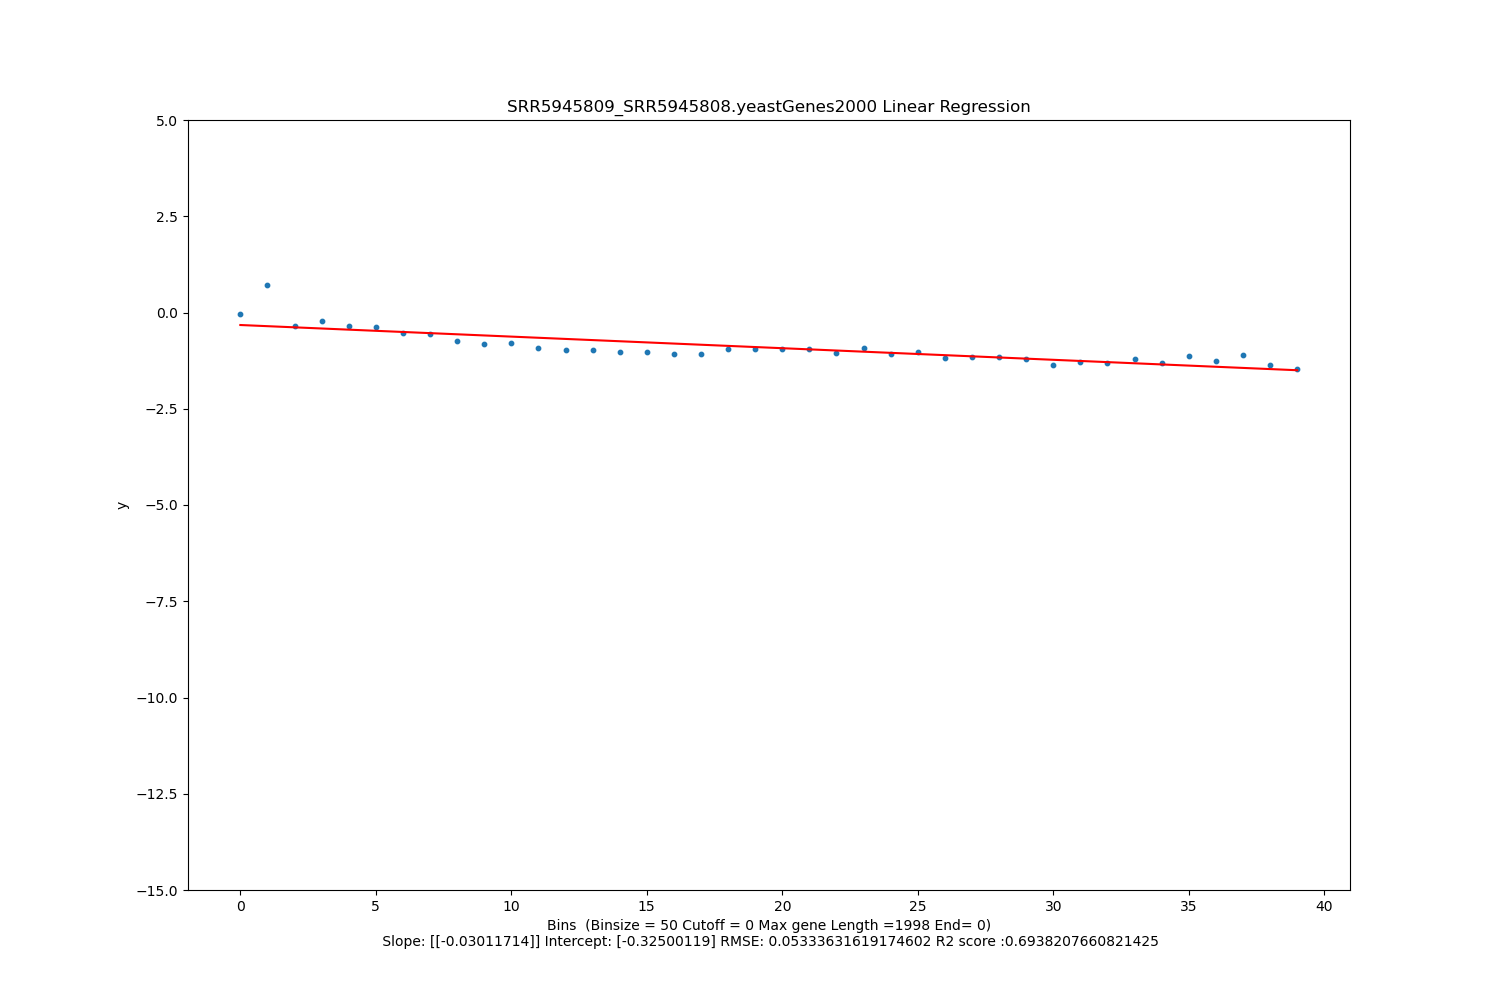 SRR5945809_SRR5945808.yeastGenes2000 Linear Regression
5.0
2.5
0.0
−2.5
−5.0
−7.5
−10.0
−12.5
−15.0
y
0 5 10 15 20 25 30 35 40
Bins  (Binsize = 50 Cutoff = 0 Max gene Length =1998 End= 0)
Slope: [[-0.03011714]] Intercept: [-0.32500119] RMSE: 0.05333631619174602 R2 score :0.6938207660821425